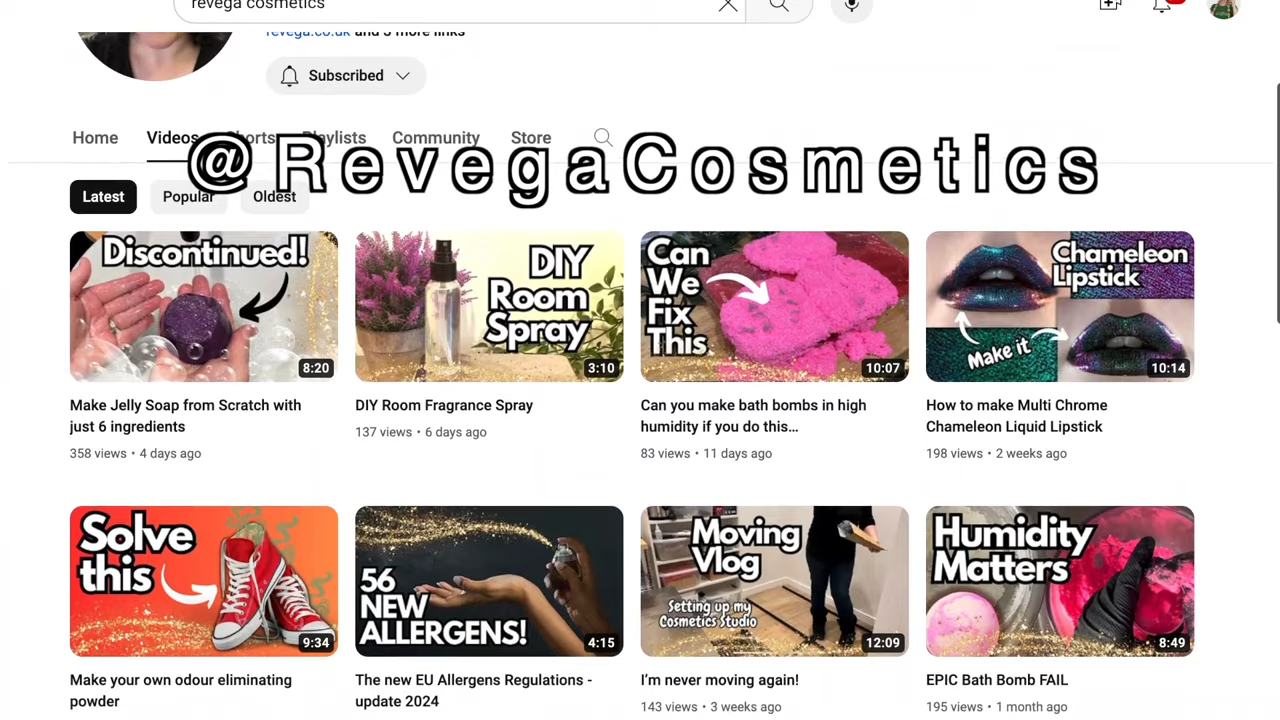 revega cosmetics
revega.co.uk and 3 more links
Subscribed
Home Videos Shorts Playlists Community Store
@RevegaCosmetics
Latest Popular Oldest
Discontinued!
8:20
DIY
Room
Spray
3:10
Can
We
Fix
This
10:07
Chameleon
Lipstick
Make it
10:14
Make Jelly Soap from Scratch with
just 6 ingredients
358 views • 4 days ago
DIY Room Fragrance Spray
137 views • 6 days ago
Can you make bath bombs in high
humidity if you do this...
83 views • 11 days ago
How to make Multi Chrome
Chameleon Liquid Lipstick
198 views • 2 weeks ago
Solve
this
9:34
56
NEW
ALLERGENS!
4:15
Moving
Vlog
Setting up my
Cosmetics Studio
12:09
Humidity
Matters
8:49
Make your own odour eliminating
powder
The new EU Allergens Regulations -
update 2024
I'm never moving again!
143 views • 3 weeks ago
EPIC Bath Bomb FAIL
195 views • 1 month ago